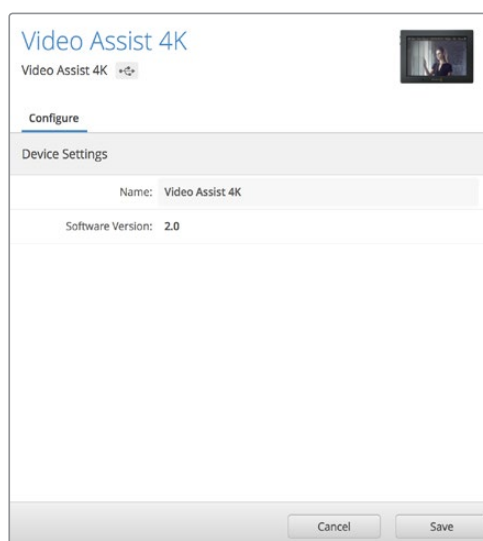 Video Assist 4K
Video Assist 4K
Configure
Device Settings
Name: Video Assist 4K
Software Version: 2.0
Cancel Save